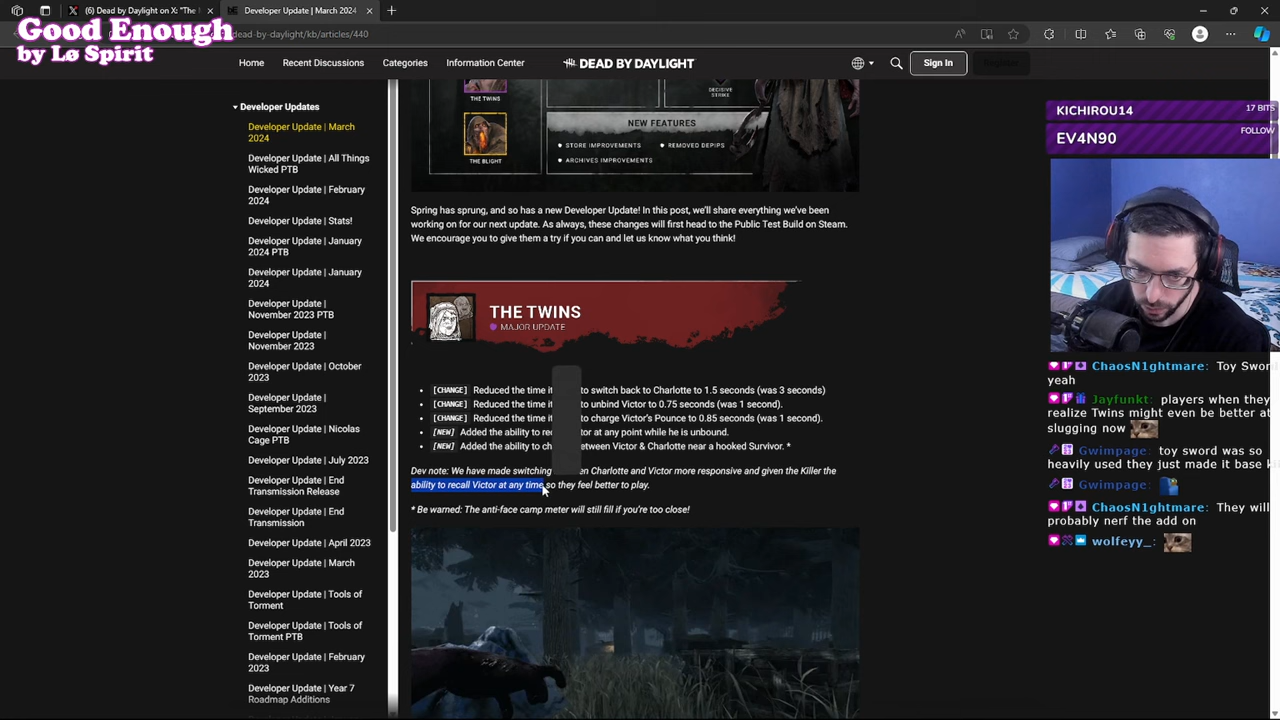 (6) Dead by Daylight on X: "The
Developer Update | March 2024
Good Enough
by Lø Spirit
dead-by-daylight/kb/articles/440
Home
Recent Discussions
Categories
Information Center
DEAD BY DAYLIGHT
Sign In
Developer Updates
Developer Update | March
2024
Developer Update | All Things
Wicked PTB
Developer Update | February
2024
Developer Update | Stats!
Developer Update | January
2024 PTB
Developer Update | January
2024
Developer Update |
November 2023 PTB
Developer Update |
November 2023
Developer Update | October
2023
Developer Update |
September 2023
Developer Update | Nicolas
Cage PTB
Developer Update | July 2023
Developer Update | End
Transmission Release
Developer Update | End
Transmission
Developer Update | April 2023
Developer Update | March
2023
Developer Update | Tools of
Torment
Developer Update | Tools of
Torment PTB
Developer Update | February
2023
Developer Update | Year 7
Roadmap Additions
THE TWINS
THE BLIGHT
DECISIVE
STRIKE
NEW FEATURES
STORE IMPROVEMENTS
REMOVED DEPIPS
ARCHIVES IMPROVEMENTS
Spring has sprung, and so has a new Developer Update! In this post, we'll share everything we've been
working on for our next update. As always, these changes will first head to the Public Test Build on Steam.
We encourage you to give them a try if you can and let us know what you think!
THE TWINS
MAJOR UPDATE
[CHANGE] Reduced the time it to switch back to Charlotte to 1.5 seconds (was 3 seconds)
[CHANGE] Reduced the time it to unbind Victor to 0.75 seconds (was 1 second).
[CHANGE] Reduced the time it to charge Victor's Pounce to 0.85 seconds (was 1 second).
[NEW] Added the ability to re tor at any point while he is unbound.
[NEW] Added the ability to ch between Victor & Charlotte near a hooked Survivor. *
Dev note: We have made switching en Charlotte and Victor more responsive and given the Killer the
ability to recall Victor at any time so they feel better to play.
* Be warned: The anti-face camp meter will still fill if you're too close!
KICHIROU14
17 BITS
EV4N90
FOLLOW
ChaosN1ghtmare: Toy Sword
yeah
Jayfunkt: players when they
realize Twins might even be better at
slugging now
Gwimpage: toy sword was so
heavily used they just made it base ki
Gwimpage:
ChaosN1ghtmare: They will
probably nerf the add on
wolfeyy_: